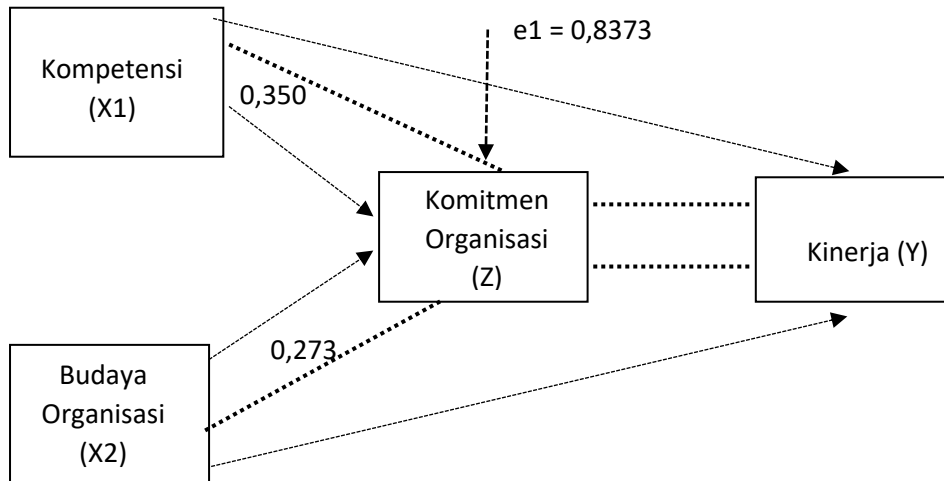 e1 = 0,8373
Kompetensi
(X1)
0,350
Komitmen
Organisasi
(Z)
Kinerja (Y)
0,273
Budaya
Organisasi
(X2)